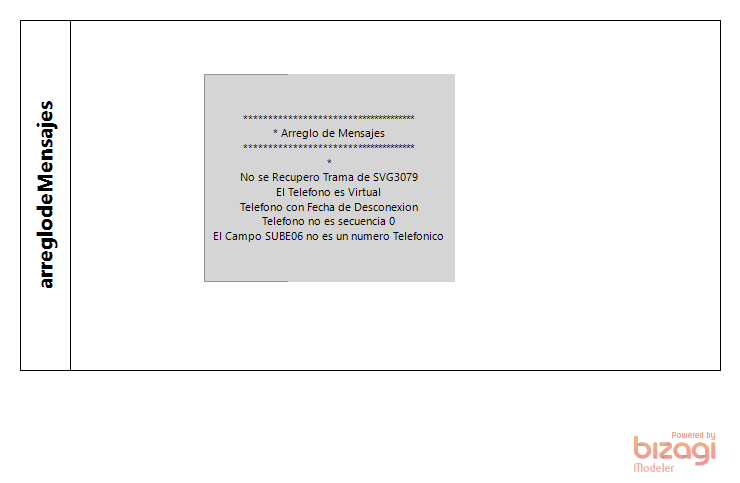 arreglodeMensajes
***************************************
* Arreglo de Mensajes
***************************************
*
No se Recupero Trama de SVG3079
El Telefono es Virtual
Telefono con Fecha de Desconexion
Telefono no es secuencia 0
El Campo SUBE06 no es un numero Telefonico
Powered by
bizagi
Modeler